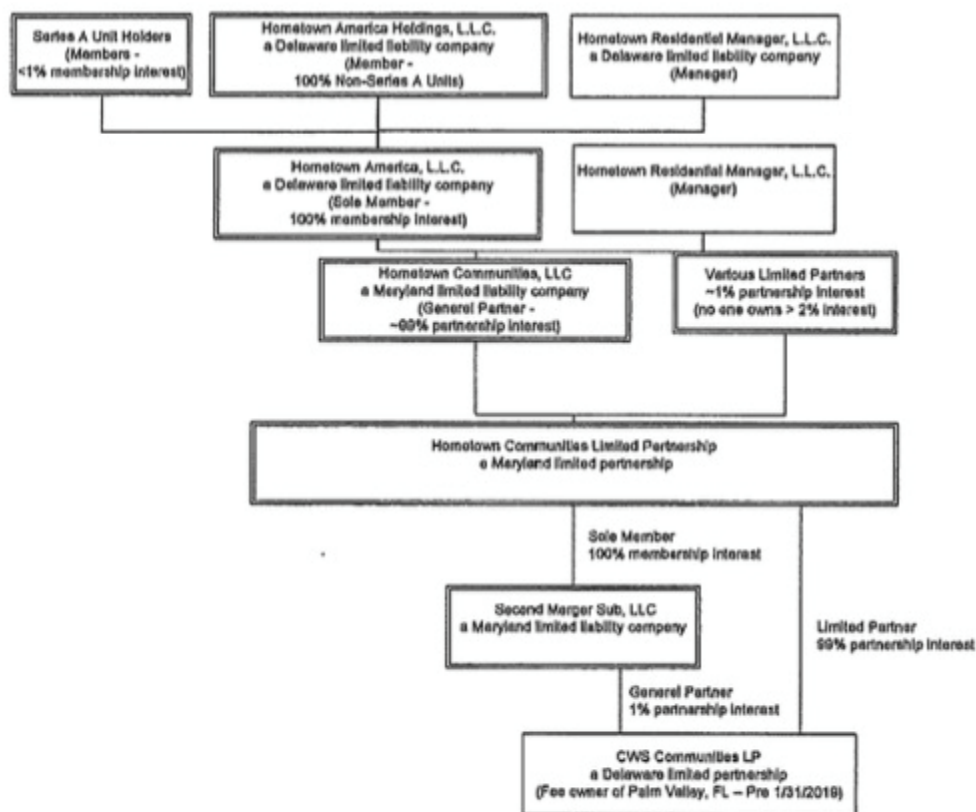 Series A Unit Holders
(Members -
<1% membership interest)
Hometown America Holdings, L.L.C.
a Delaware limited liability company
(Member -
100% Non-Series A Units)
Hometown Residential Manager, L.L.C.
a Delaware limited liability company
(Manager)
Hometown America, L.L.C.
a Delaware limited liability company
(Sole Member -
100% membership interest)
Hometown Residential Manager, L.L.C.
(Manager)
Hometown Communities, LLC
a Maryland limited liability company
(General Partner -
~99% partnership interest)
Various Limited Partners
~1% partnership interest
(no one owns > 2% interest)
Hometown Communities Limited Partnership
a Maryland limited partnership
Sole Member
100% membership interest
Second Merger Sub, LLC
a Maryland limited liability company
Limited Partner
99% partnership interest
General Partner
1% partnership interest
CWS Communities LP
a Delaware limited partnership
(Fee owner of Palm Valley, FL – Pre 1/31/2019)